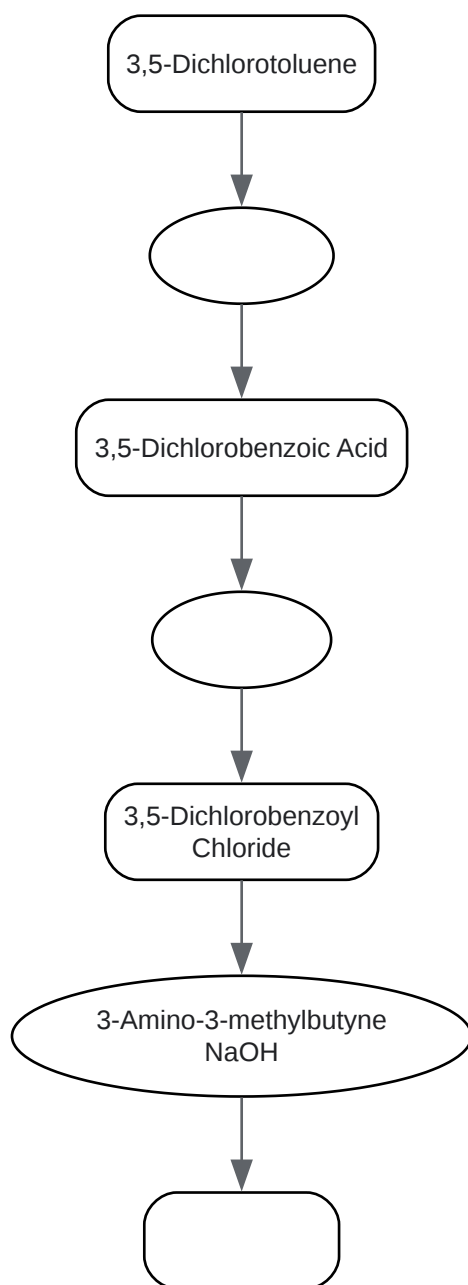 3,5-Dichlorotoluene
3,5-Dichlorobenzoic Acid
3,5-Dichlorobenzoyl
Chloride
3-Amino-3-methylbutyne
NaOH